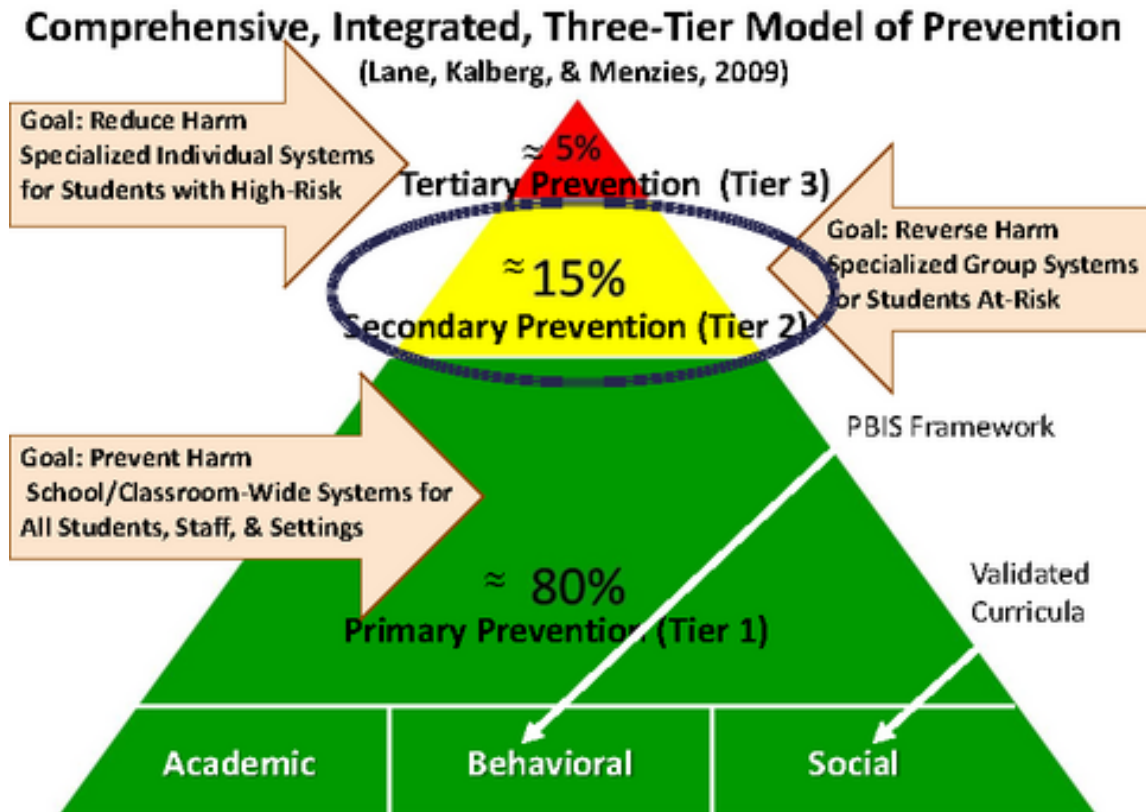 Comprehensive, Integrated, Three-Tier Model of Prevention
(Lane, Kalberg, & Menzies, 2009)
Goal: Reduce Harm
Specialized Individual Systems
for Students with High-Risk
≈ 5%
Tertiary Prevention (Tier 3)
Goal: Reverse Harm
Specialized Group Systems
for Students At-Risk
≈ 15%
Secondary Prevention (Tier 2)
PBIS Framework
Goal: Prevent Harm
School/Classroom-Wide Systems for
All Students, Staff, & Settings
≈ 80%
Primary Prevention (Tier 1)
Validated
Curricula
Academic
Behavioral
Social